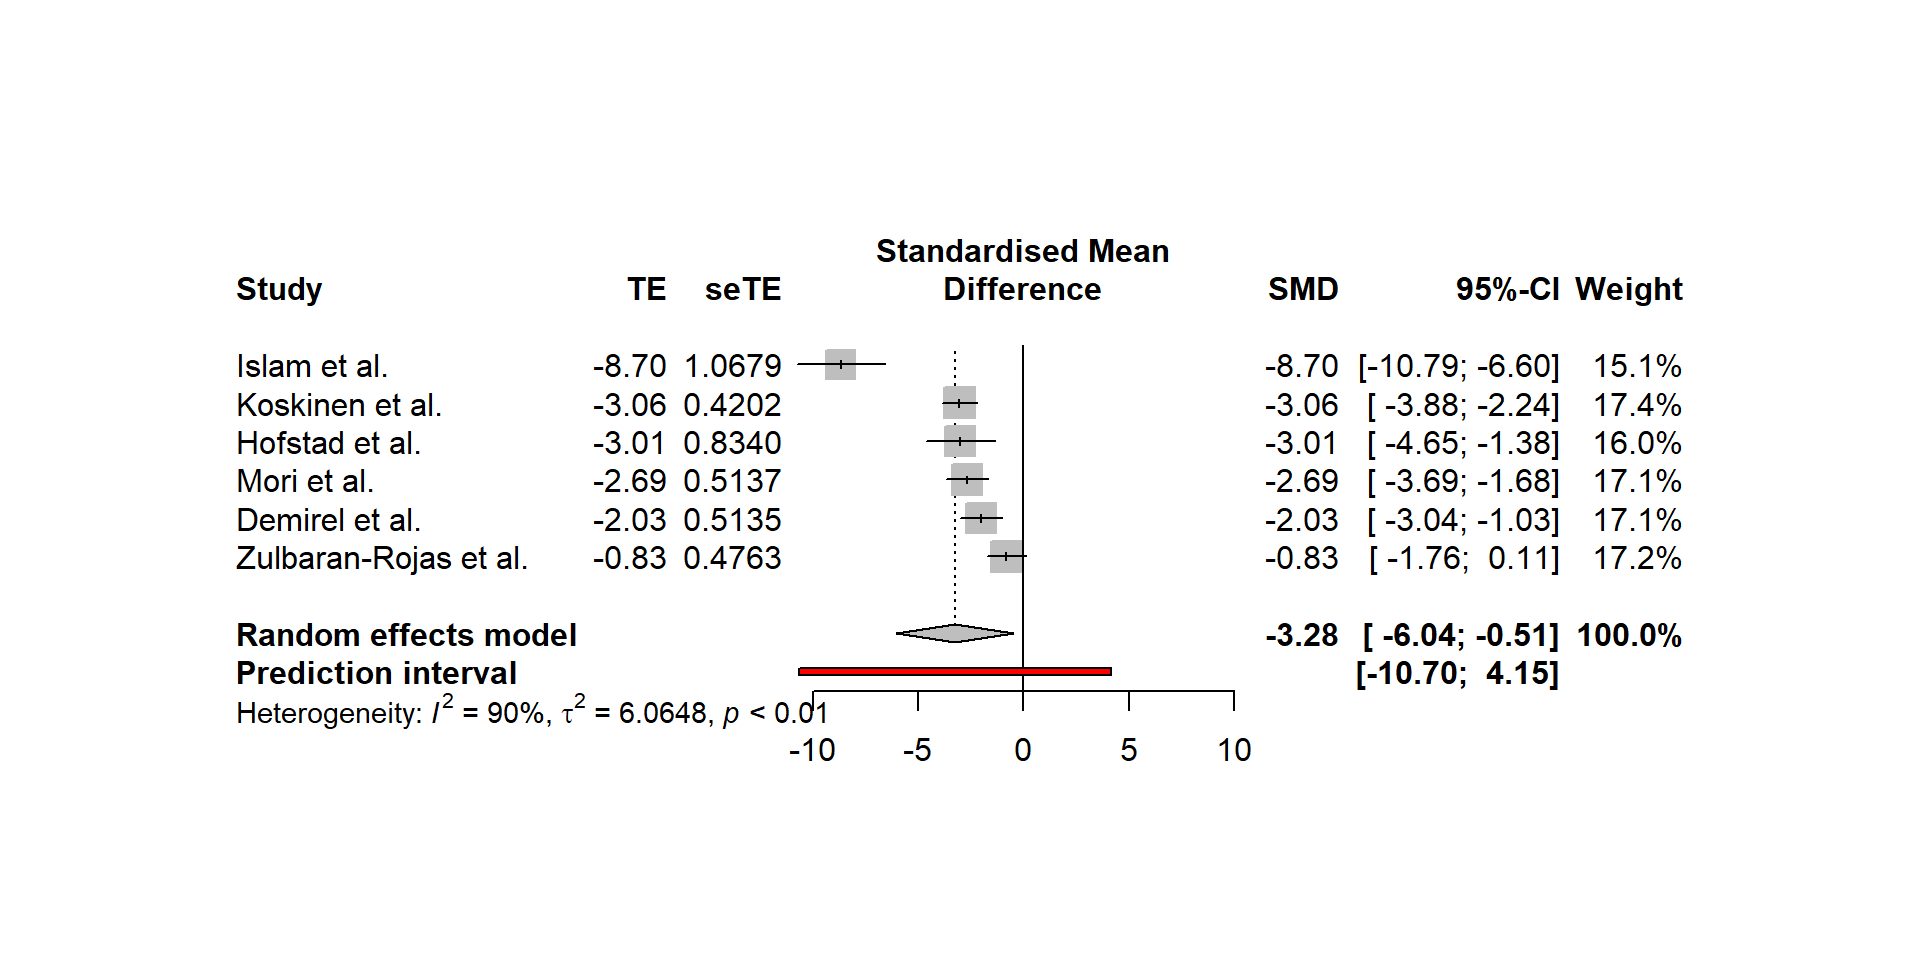 Standardised Mean
Study TE seTE Difference SMD 95%-CI Weight
Islam et al. -8.70 1.0679 -8.70 [-10.79; -6.60] 15.1%
Koskinen et al. -3.06 0.4202 -3.06 [ -3.88; -2.24] 17.4%
Hofstad et al. -3.01 0.8340 -3.01 [ -4.65; -1.38] 16.0%
Mori et al. -2.69 0.5137 -2.69 [ -3.69; -1.68] 17.1%
Demirel et al. -2.03 0.5135 -2.03 [ -3.04; -1.03] 17.1%
Zulbaran-Rojas et al. -0.83 0.4763 -0.83 [ -1.76; 0.11] 17.2%
Random effects model -3.28 [ -6.04; -0.51] 100.0%
Prediction interval [-10.70; 4.15]
Heterogeneity: I² = 90%, τ² = 6.0648, p < 0.01
-10 -5 0 5 10